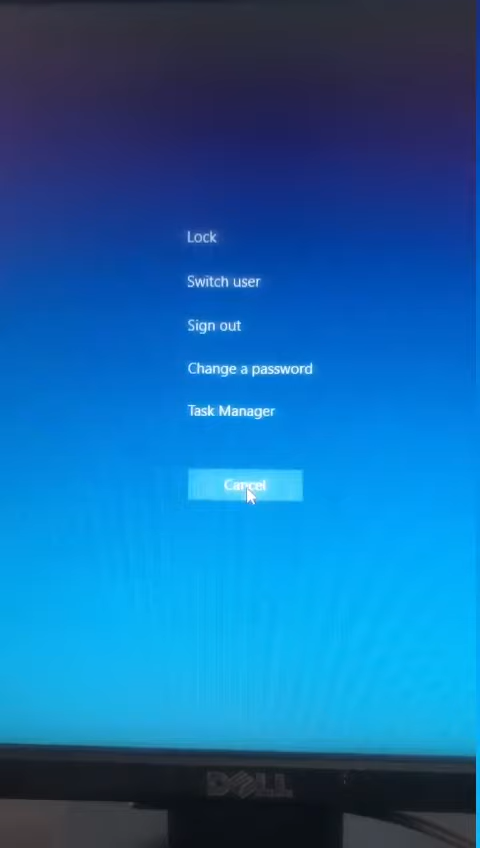 Lock
Switch user
Sign out
Change a password
Task Manager
Cancel
DELL